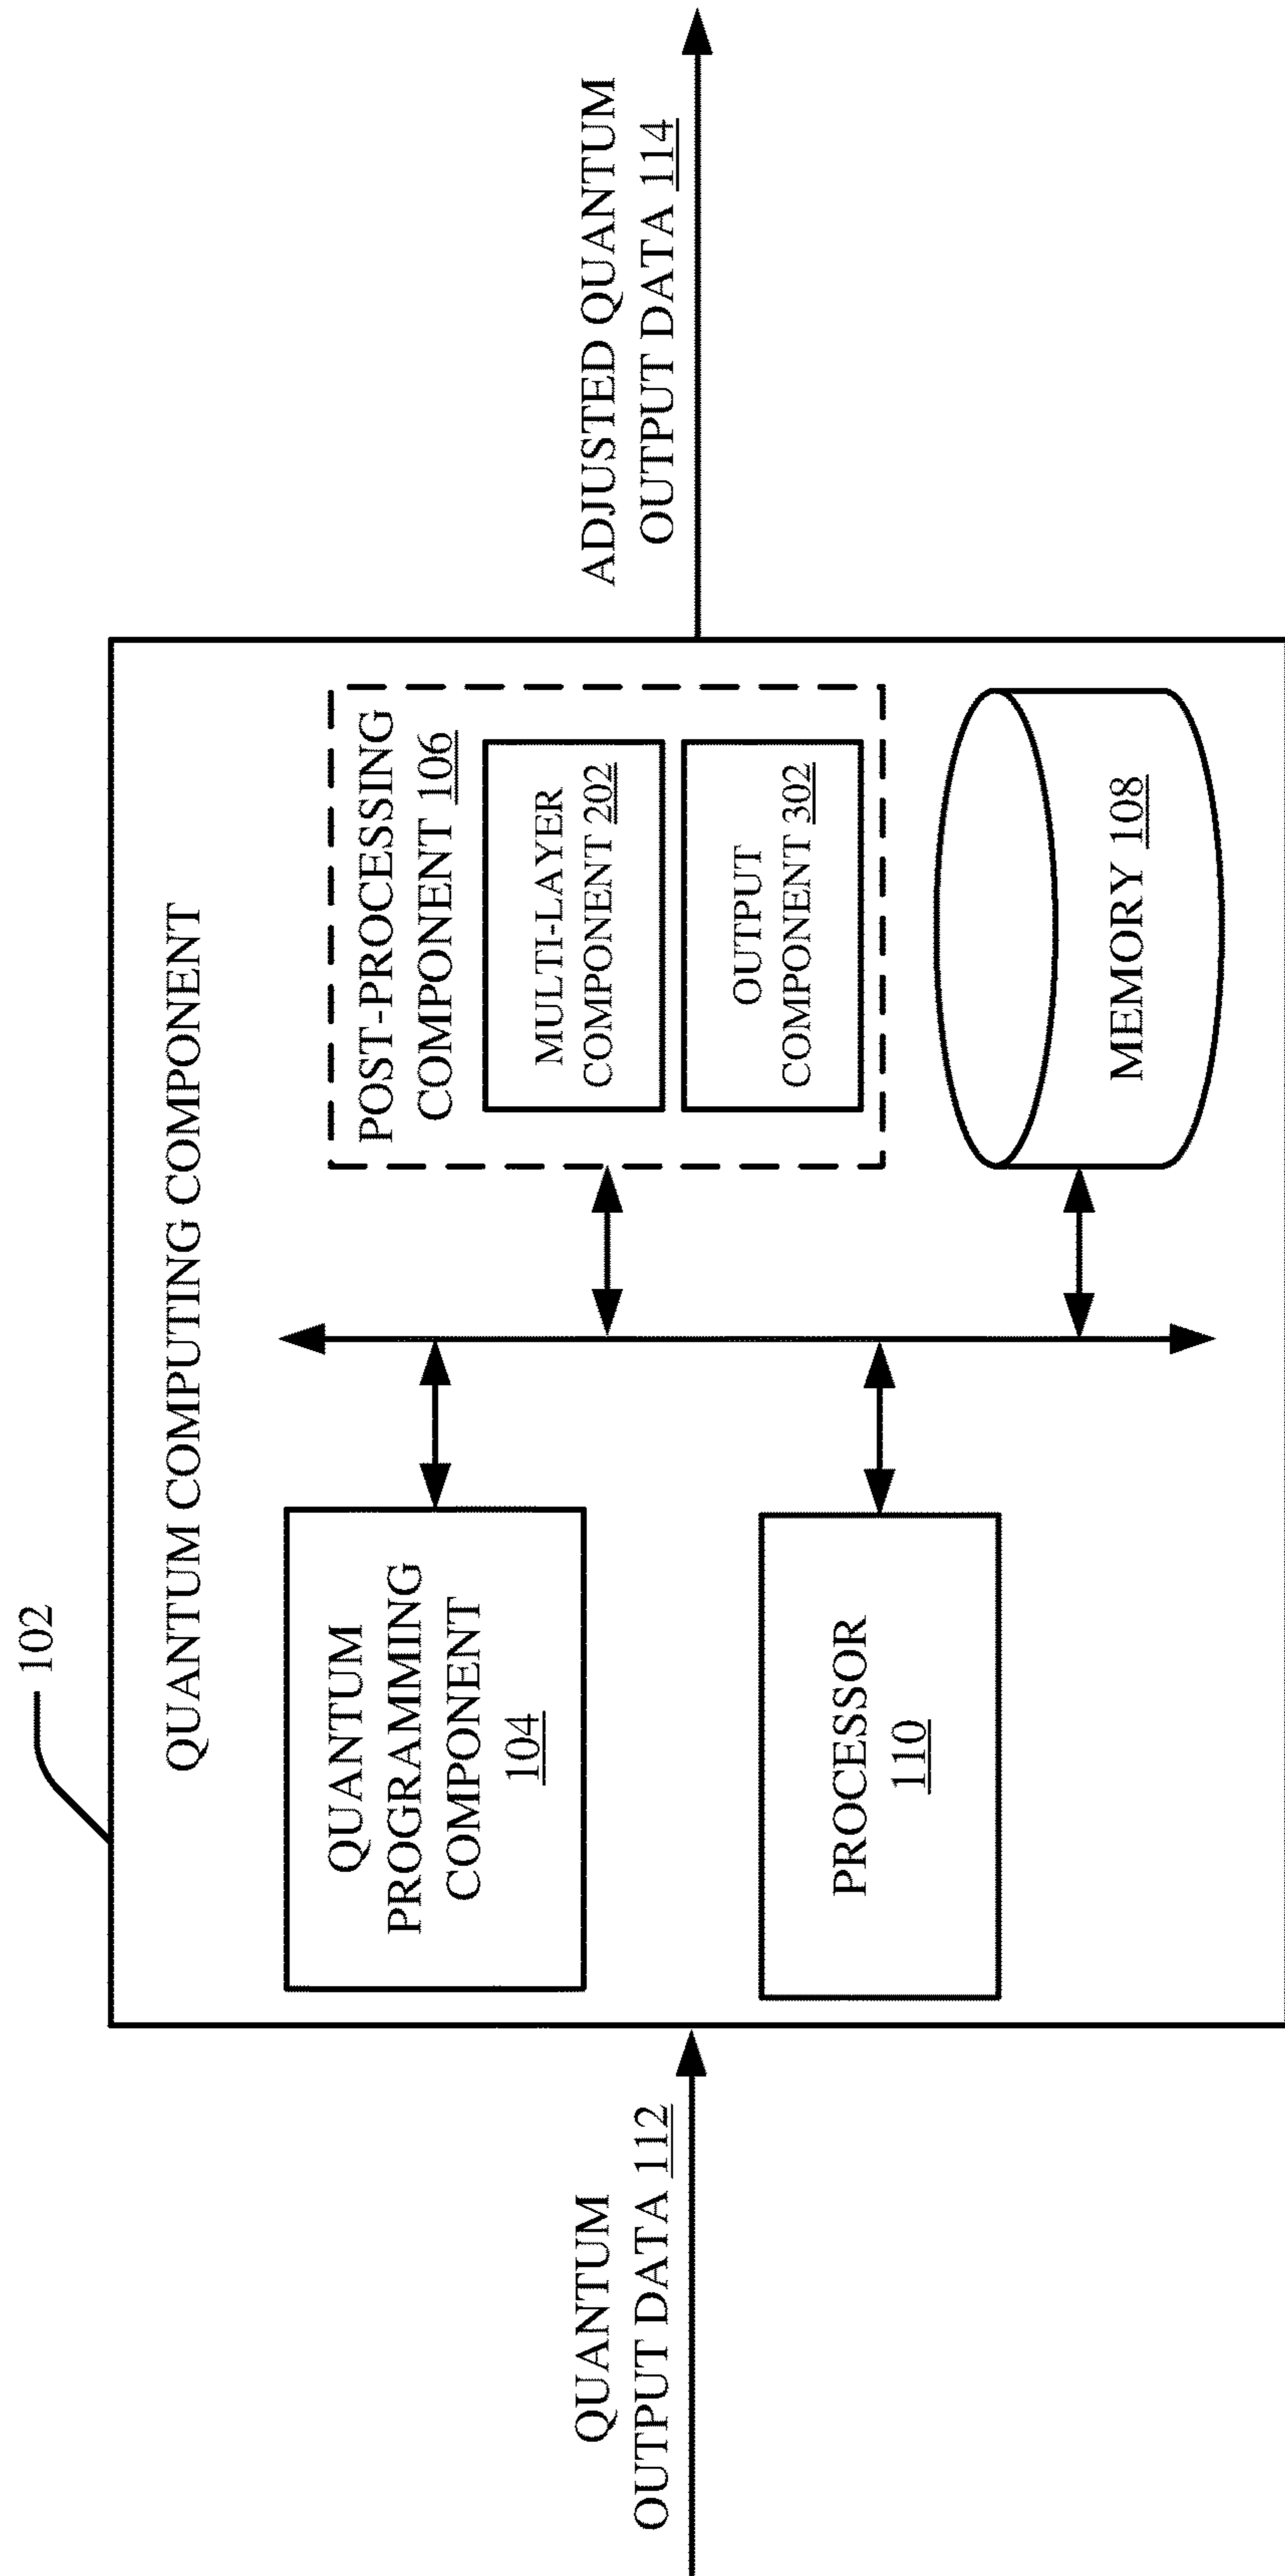 102
QUANTUM COMPUTING COMPONENT
QUANTUM
OUTPUT DATA 112
QUANTUM
PROGRAMMING
COMPONENT
104
PROCESSOR
110
POST-PROCESSING
COMPONENT 106
MULTI-LAYER
COMPONENT 202
OUTPUT
COMPONENT 302
MEMORY 108
ADJUSTED QUANTUM
OUTPUT DATA 114